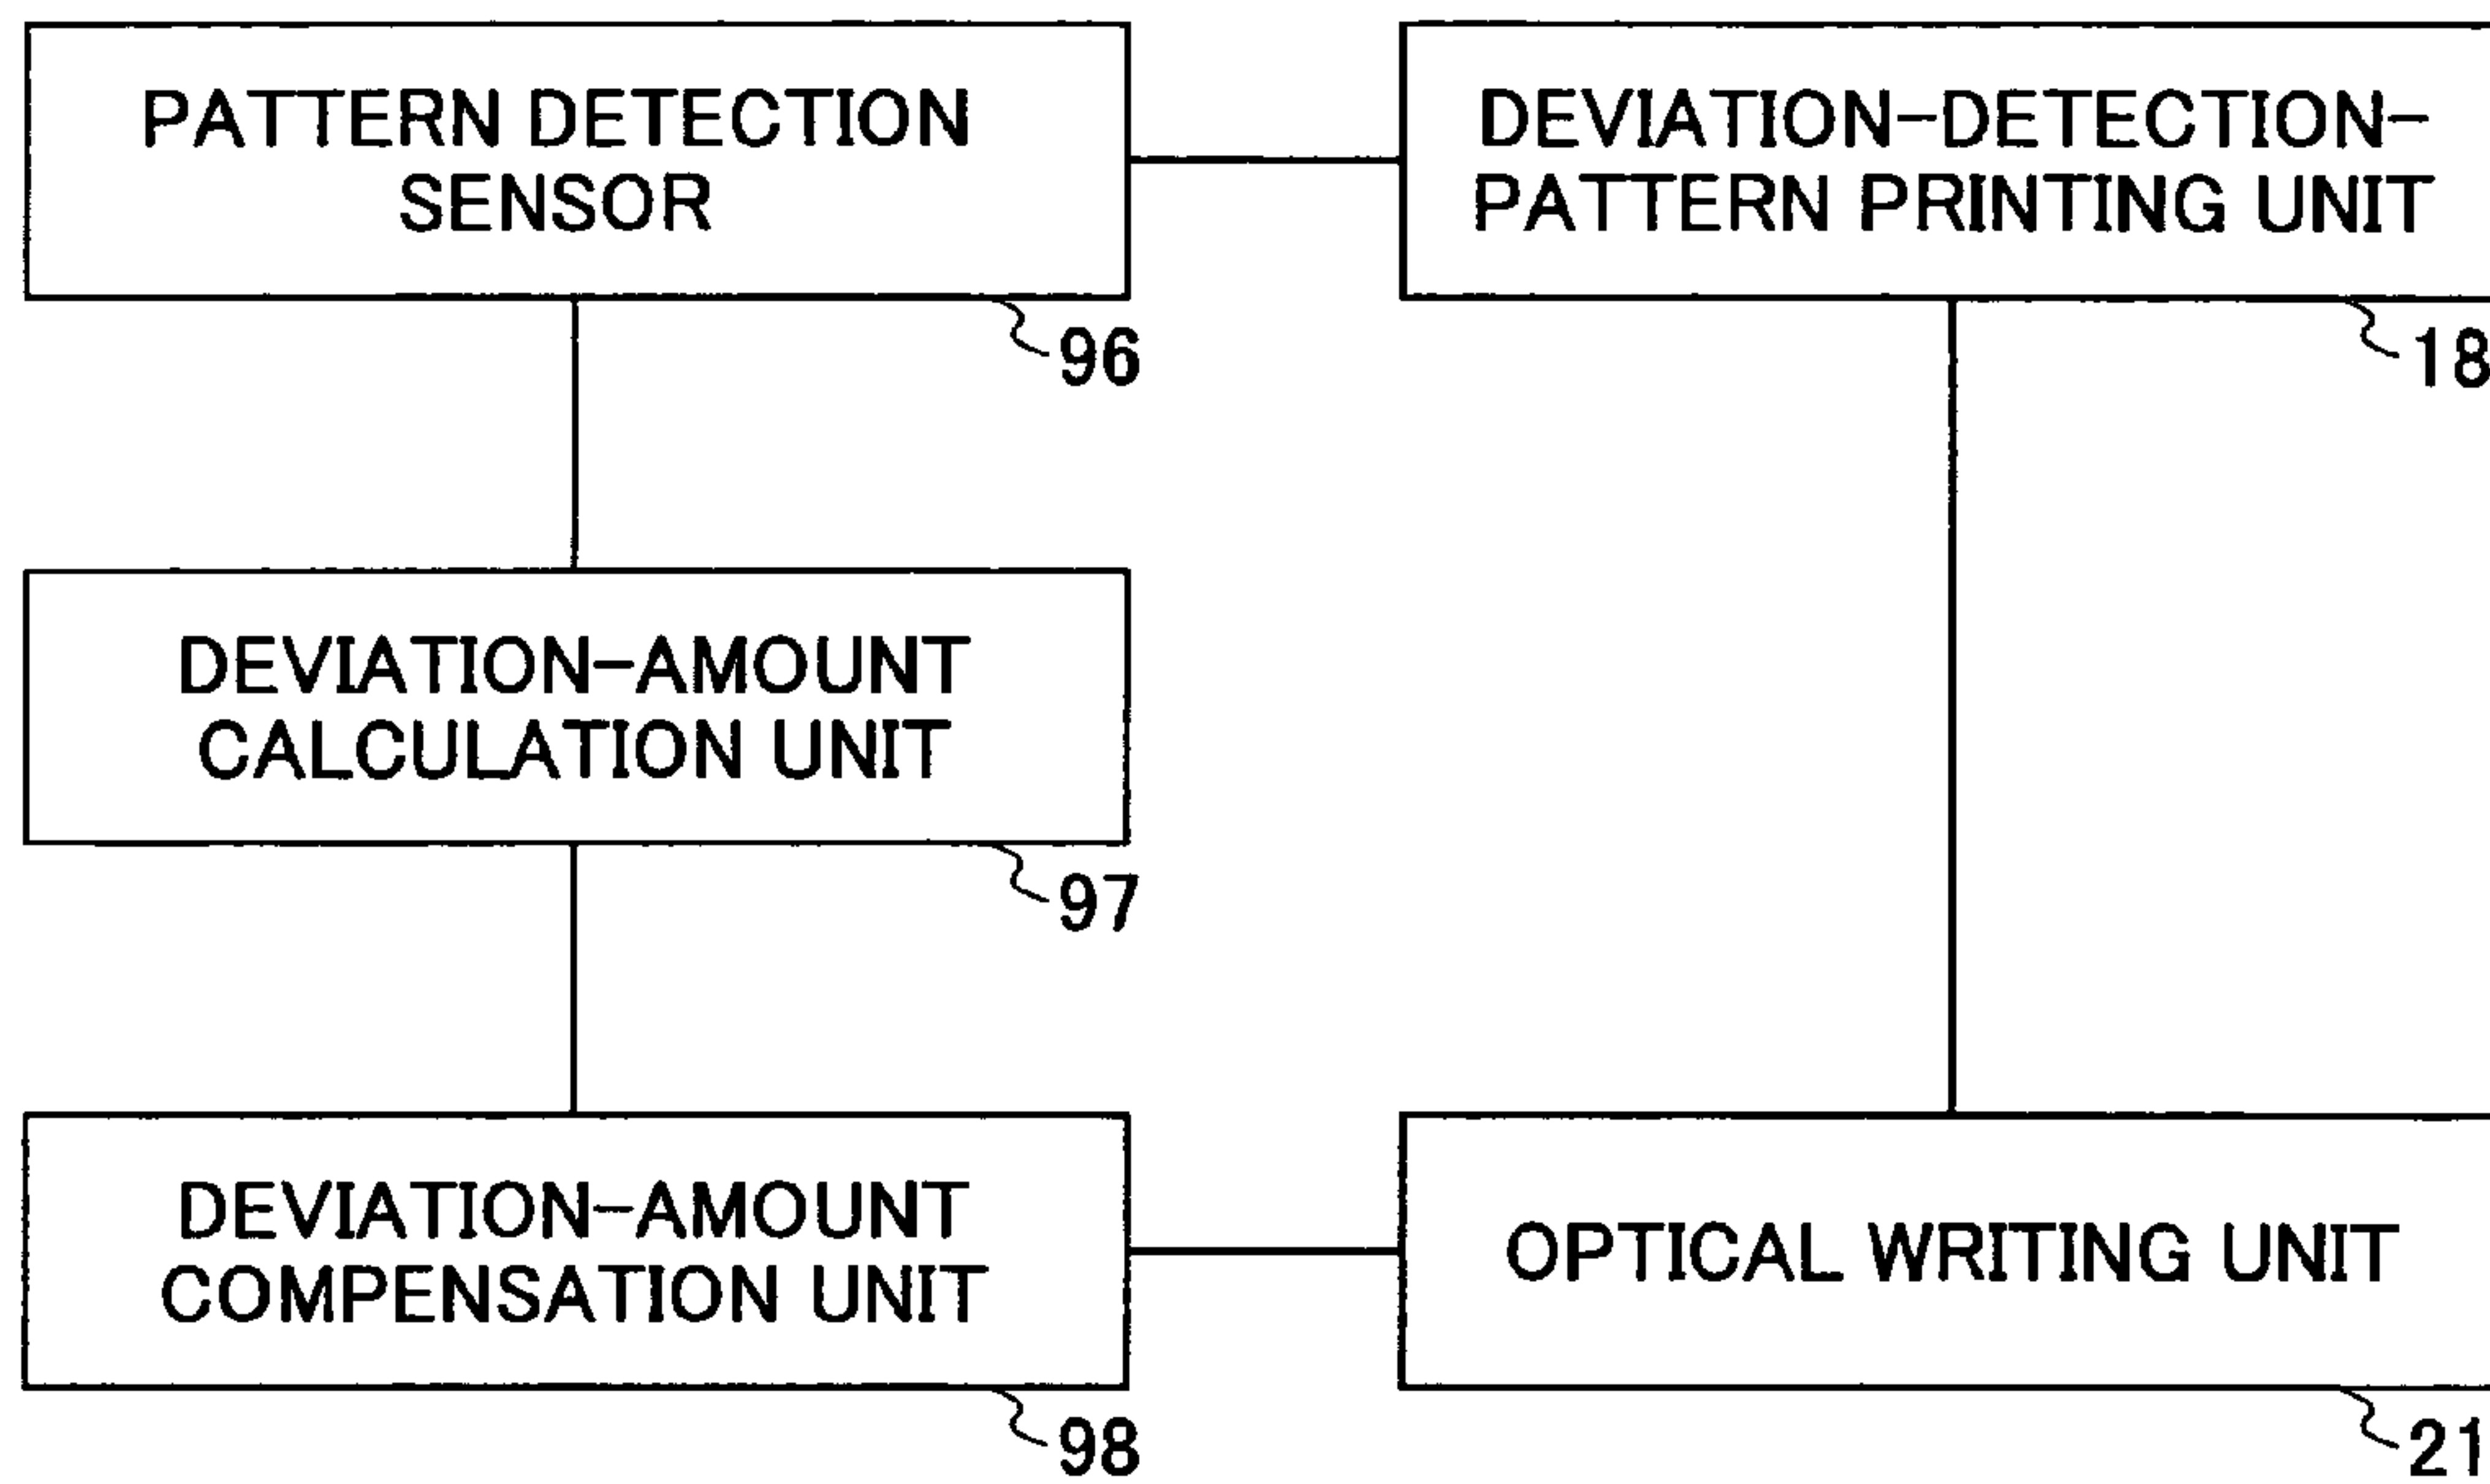 PATTERN DETECTION
SENSOR
96
DEVIATION-DETECTION-
PATTERN PRINTING UNIT
18
DEVIATION-AMOUNT
CALCULATION UNIT
97
DEVIATION-AMOUNT
COMPENSATION UNIT
98
OPTICAL WRITING UNIT
21